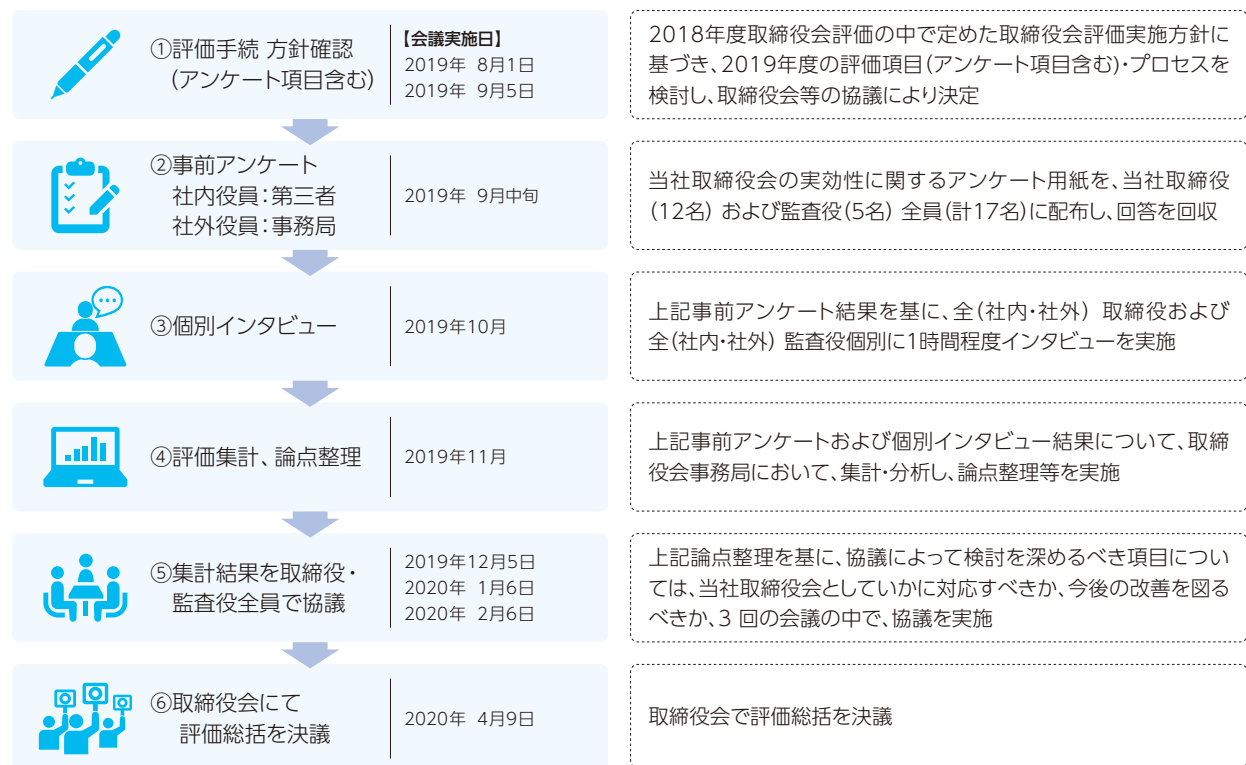 ①評価手続 方針確認
(アンケート項目含む)
【会議実施日】
2019年 8月1日
2019年 9月5日
2018年度取締役会評価の中で定めた取締役会評価実施方針に
基づき、2019年度の評価項目(アンケート項目含む)・プロセスを
検討し、取締役会等の協議により決定
②事前アンケート
社内役員:第三者
社外役員:事務局
2019年 9月中旬
当社取締役会の実効性に関するアンケート用紙を、当社取締役
(12名) および監査役(5名) 全員(計17名)に配布し、回答を回収
③個別インタビュー
2019年10月
上記事前アンケート結果を基に、全(社内・社外) 取締役および
全(社内・社外) 監査役個別に1時間程度インタビューを実施
④評価集計、論点整理
2019年11月
上記事前アンケートおよび個別インタビュー結果について、取締
役会事務局において、集計・分析し、論点整理等を実施
⑤集計結果を取締役・
監査役全員で協議
2019年12月5日
2020年 1月6日
2020年 2月6日
上記論点整理を基に、協議によって検討を深めるべき項目につい
ては、当社取締役会としていかに対応すべきか、今後の改善を図る
べきか、3 回の会議の中で、協議を実施
⑥取締役会にて
評価総括を決議
2020年 4月9日
取締役会で評価総括を決議